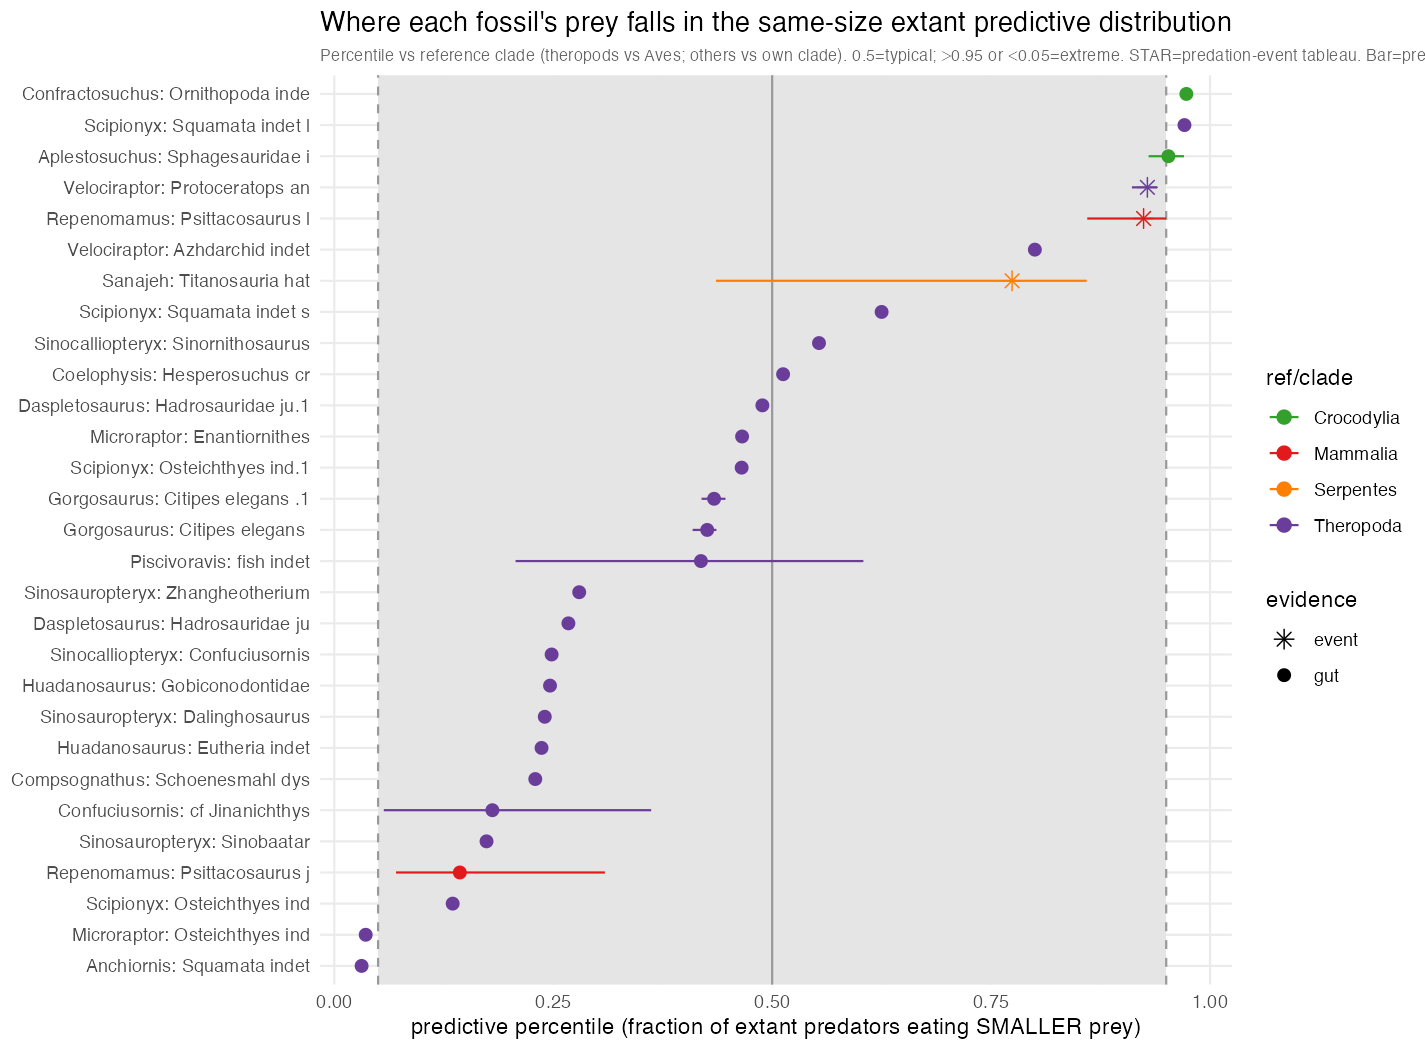 Where each fossil's prey falls in the same-size extant predictive distribution
Percentile vs reference clade (theropods vs Aves; others vs own clade). 0.5=typical; >0.95 or <0.05=extreme. STAR=predation-event tableau. Bar=pre
Confractosuchus: Ornithopoda inde
Scipionyx: Squamata indet l
Aplestosuchus: Sphagesauridae i
Velociraptor: Protoceratops an
Repenomamus: Psittacosaurus l
Velociraptor: Azhdarchid indet
Sanajeh: Titanosauria hat
Scipionyx: Squamata indet s
Sinocalliopteryx: Sinornithosaurus
Coelophysis: Hesperosuchus cr
Daspletosaurus: Hadrosauridae ju.1
Microraptor: Enantiornithes
Scipionyx: Osteichthyes ind.1
Gorgosaurus: Citipes elegans .1
Gorgosaurus: Citipes elegans
Piscivoravis: fish indet
Sinosauropteryx: Zhangheotherium
Daspletosaurus: Hadrosauridae ju
Sinocalliopteryx: Confuciusornis
Huadanosaurus: Gobiconodontidae
Sinosauropteryx: Dalinghosaurus
Huadanosaurus: Eutheria indet
Compsognathus: Schoenesmahl dys
Confuciusornis: cf Jinanichthys
Sinosauropteryx: Sinobaatar
Repenomamus: Psittacosaurus j
Scipionyx: Osteichthyes ind
Microraptor: Osteichthyes ind
Anchiornis: Squamata indet
0.00 0.25 0.50 0.75 1.00
predictive percentile (fraction of extant predators eating SMALLER prey)
ref/clade
Crocodylia
Mammalia
Serpentes
Theropoda
evidence
event
gut